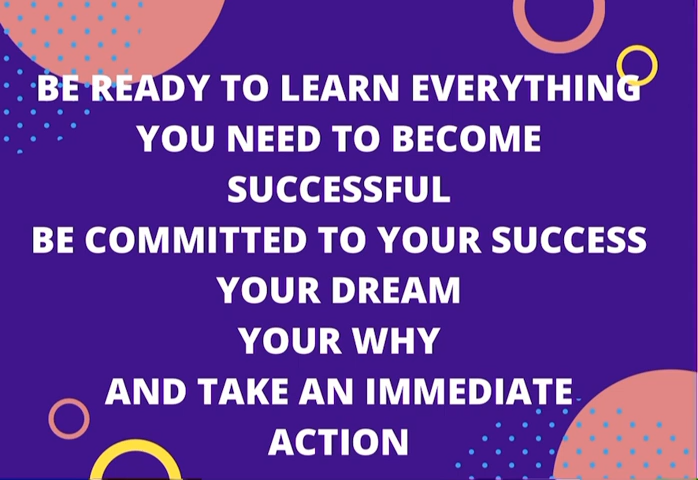 BE READY TO LEARN EVERYTHING
YOU NEED TO BECOME
SUCCESSFUL
BE COMMITTED TO YOUR SUCCESS
YOUR DREAM
YOUR WHY
AND TAKE AN IMMEDIATE
ACTION